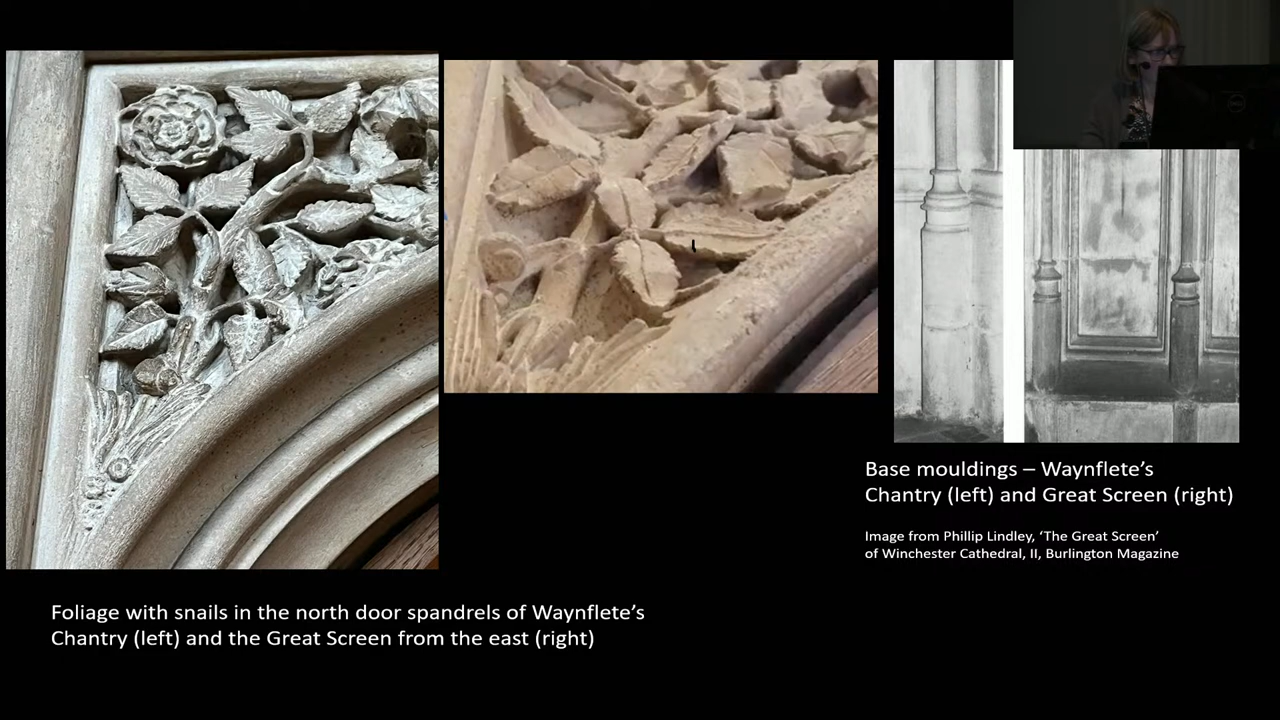 Base mouldings – Waynflete's
Chantry (left) and Great Screen (right)
Image from Phillip Lindley, ‘The Great Screen’
of Winchester Cathedral, II, Burlington Magazine
Foliage with snails in the north door spandrels of Waynflete's
Chantry (left) and the Great Screen from the east (right)